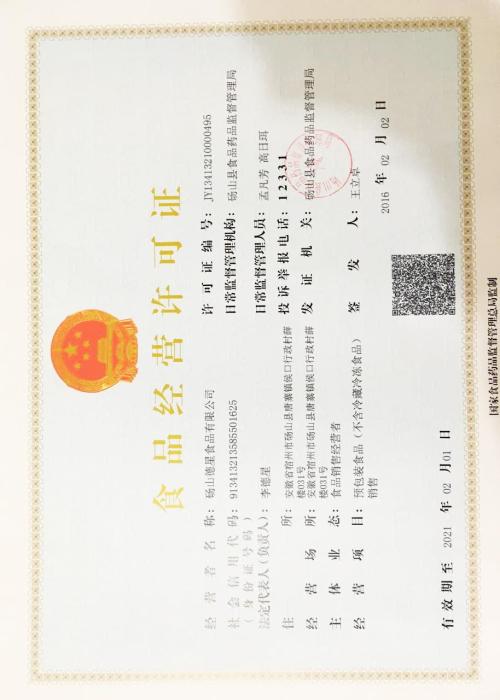 食品经营许可证
经营者名称：砀山德星食品有限公司
社会信用代码：913413213585501625
（身份证号码）
法定代表人（负责人）：李德星
住所：安徽省宿州市砀山县唐寨镇侯口行政村薛
楼031号
经营场所：安徽省宿州市砀山县唐寨镇侯口行政村薛
楼031号
主体业态：食品销售经营者
经营项目：预包装食品（不含冷藏冷冻食品）
销售
许可证编号：JY13413210000495
日常监督管理机构：砀山县食品药品监督管理局
日常监督管理人员：孟凡芳 高日珥
投诉举报电话：12331
发证机关：砀山县食品药品监督管理局
签发人：王立卓
2016 年 02 月 02 日
有效期至 2021 年 02 月 01 日
国家食品药品监督管理总局监制